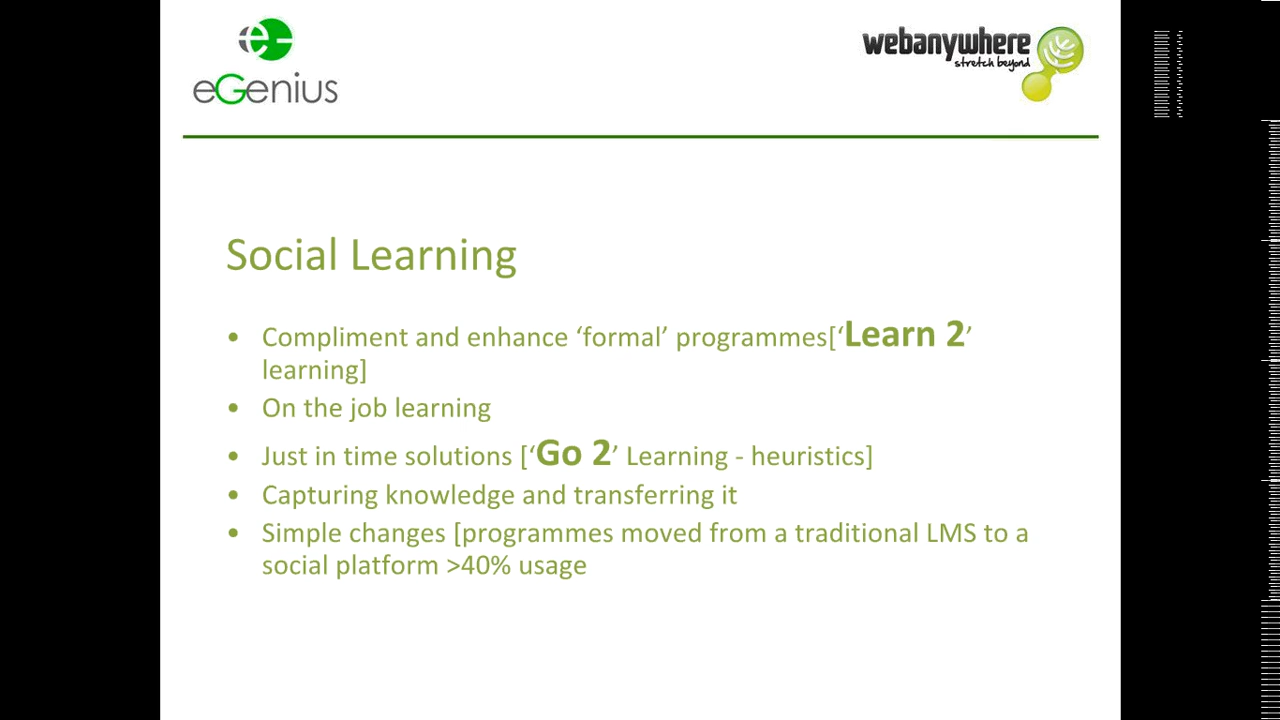 eGenius
webanywhere
stretch beyond
Social Learning
• Compliment and enhance ‘formal’ programmes[‘Learn 2’
learning]
• On the job learning
• Just in time solutions [‘Go 2’ Learning - heuristics]
• Capturing knowledge and transferring it
• Simple changes [programmes moved from a traditional LMS to a
social platform >40% usage